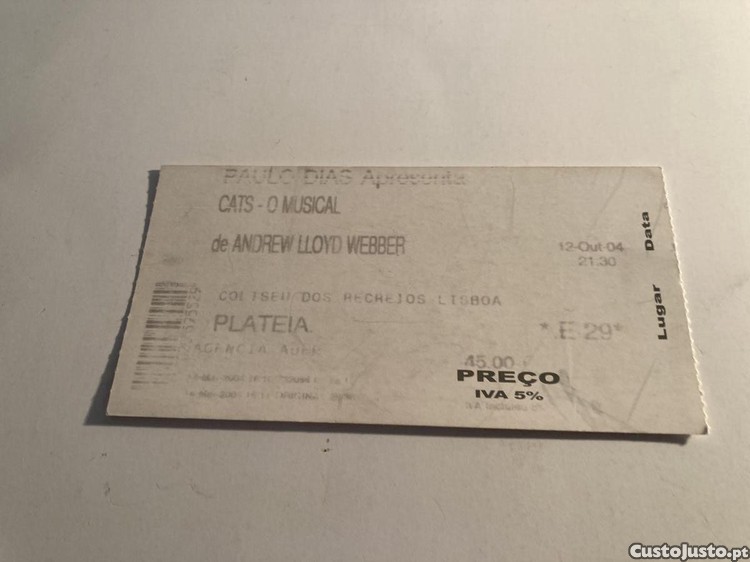 PAULO DIAS Apresenta
CATS - O MUSICAL
de ANDREW LLOYD WEBBER
12-Out-04
21:30
COLISEU DOS RECREIOS LISBOA
PLATEIA
* E 29*
AGENCIA
45,00
PREÇO
IVA 5%
Lugar Data
CustoJusto.pt